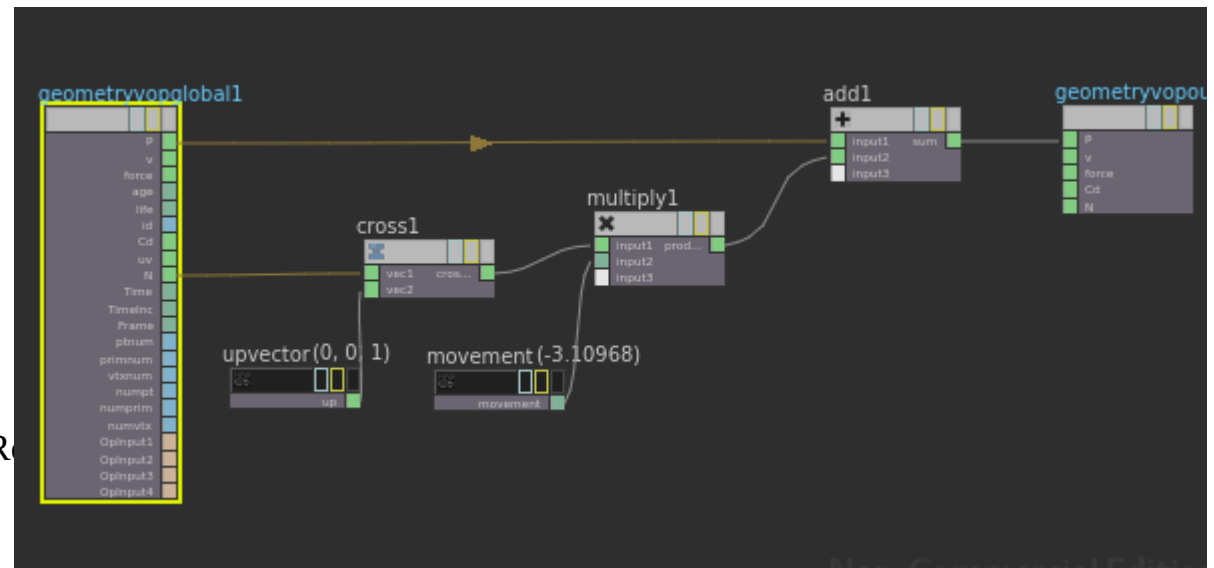 geometryvopglobal1
P
v
force
age
life
id
Cd
uv
N
Time
TimeInc
Frame
ptnum
primnum
vtxnum
numpt
numprim
numvtx
OpInput1
OpInput2
OpInput3
OpInput4
cross1
vec1 cros...
vec2
upvector (0, 0, 1)
up
multiply1
input1 prod...
input2
input3
movement (-3.10968)
movement
add1
input1 sum
input2
input3
geometryvopou
P
v
force
Cd
N